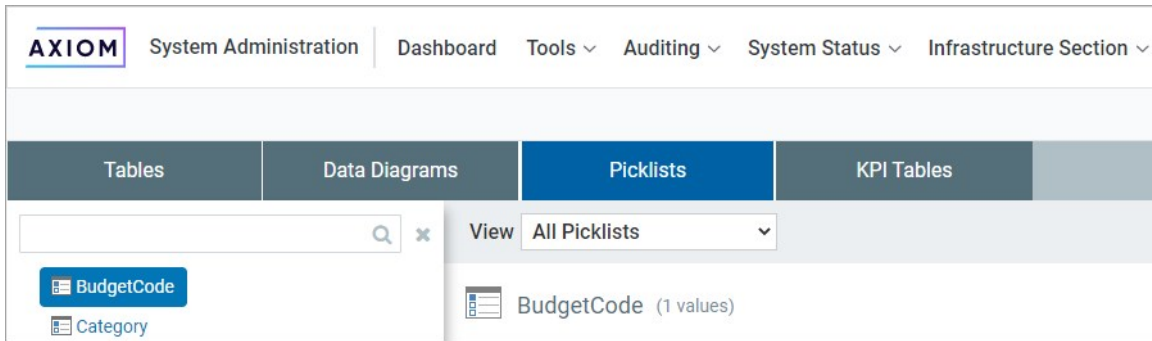 AXIOM System Administration Dashboard Tools Auditing System Status Infrastructure Section
Tables Data Diagrams Picklists KPI Tables
View All Picklists
BudgetCode
BudgetCode (1 values)
Category